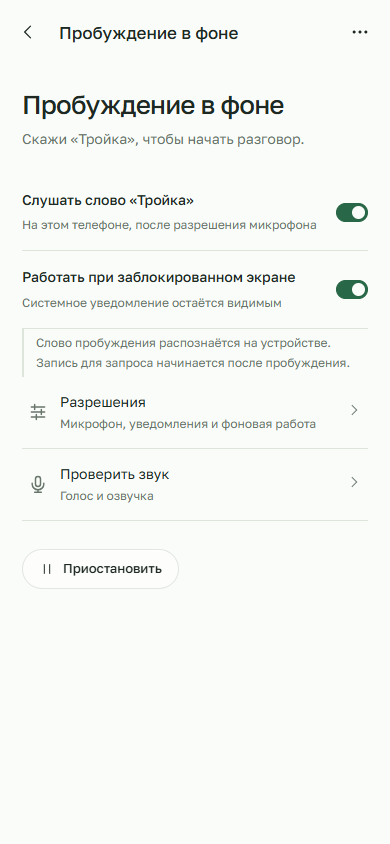 Пробуждение в фоне
Пробуждение в фоне
Скажи «Тройка», чтобы начать разговор.
Слушать слово «Тройка»
На этом телефоне, после разрешения микрофона
Работать при заблокированном экране
Системное уведомление остаётся видимым
Слово пробуждения распознаётся на устройстве.
Запись для запроса начинается после пробуждения.
Разрешения
Микрофон, уведомления и фоновая работа
Проверить звук
Голос и озвучка
Приостановить